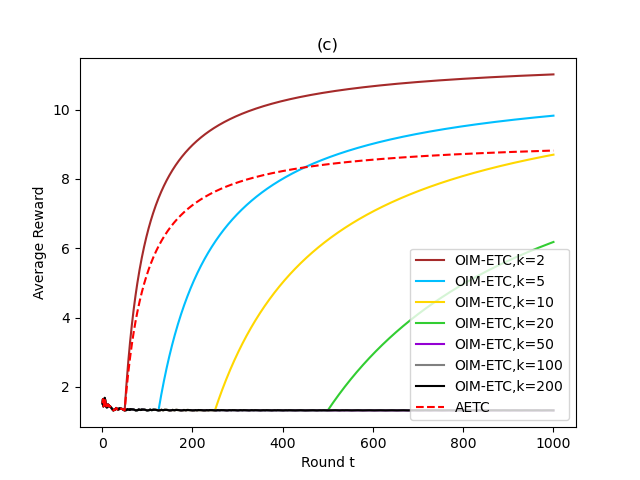 (c)
Average Reward
10
8
6
4
2
OIM-ETC,k=2
OIM-ETC,k=5
OIM-ETC,k=10
OIM-ETC,k=20
OIM-ETC,k=50
OIM-ETC,k=100
OIM-ETC,k=200
AETC
0 200 400 600 800 1000
Round t